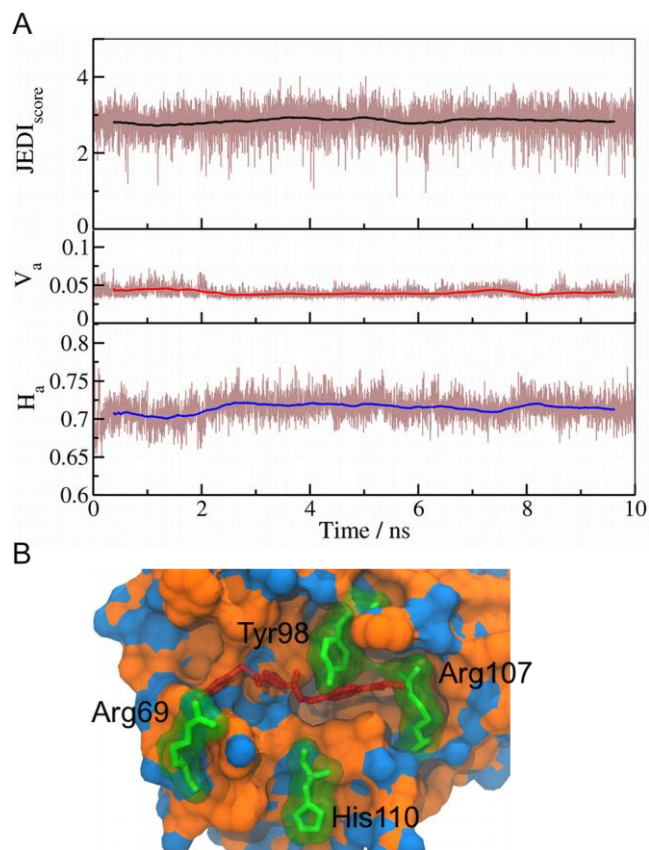 A
JEDI score
4
2
0
V a
0.1
0.05
0
H a
0.8
0.75
0.7
0.65
0.6
0 2 4 6 8 10
Time / ns
B
Tyr98
Arg107
Arg69
His110